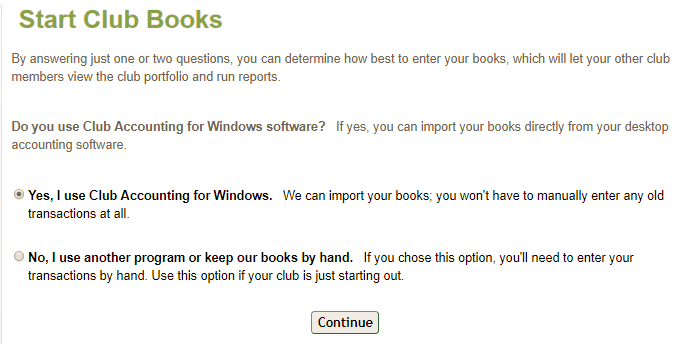 Start Club Books
By answering just one or two questions, you can determine how best to enter your books, which will let your other club
members view the club portfolio and run reports.
Do you use Club Accounting for Windows software? If yes, you can import your books directly from your desktop
accounting software.
Yes, I use Club Accounting for Windows. We can import your books; you won't have to manually enter any old
transactions at all.
No, I use another program or keep our books by hand. If you chose this option, you'll need to enter your
transactions by hand. Use this option if your club is just starting out.
Continue